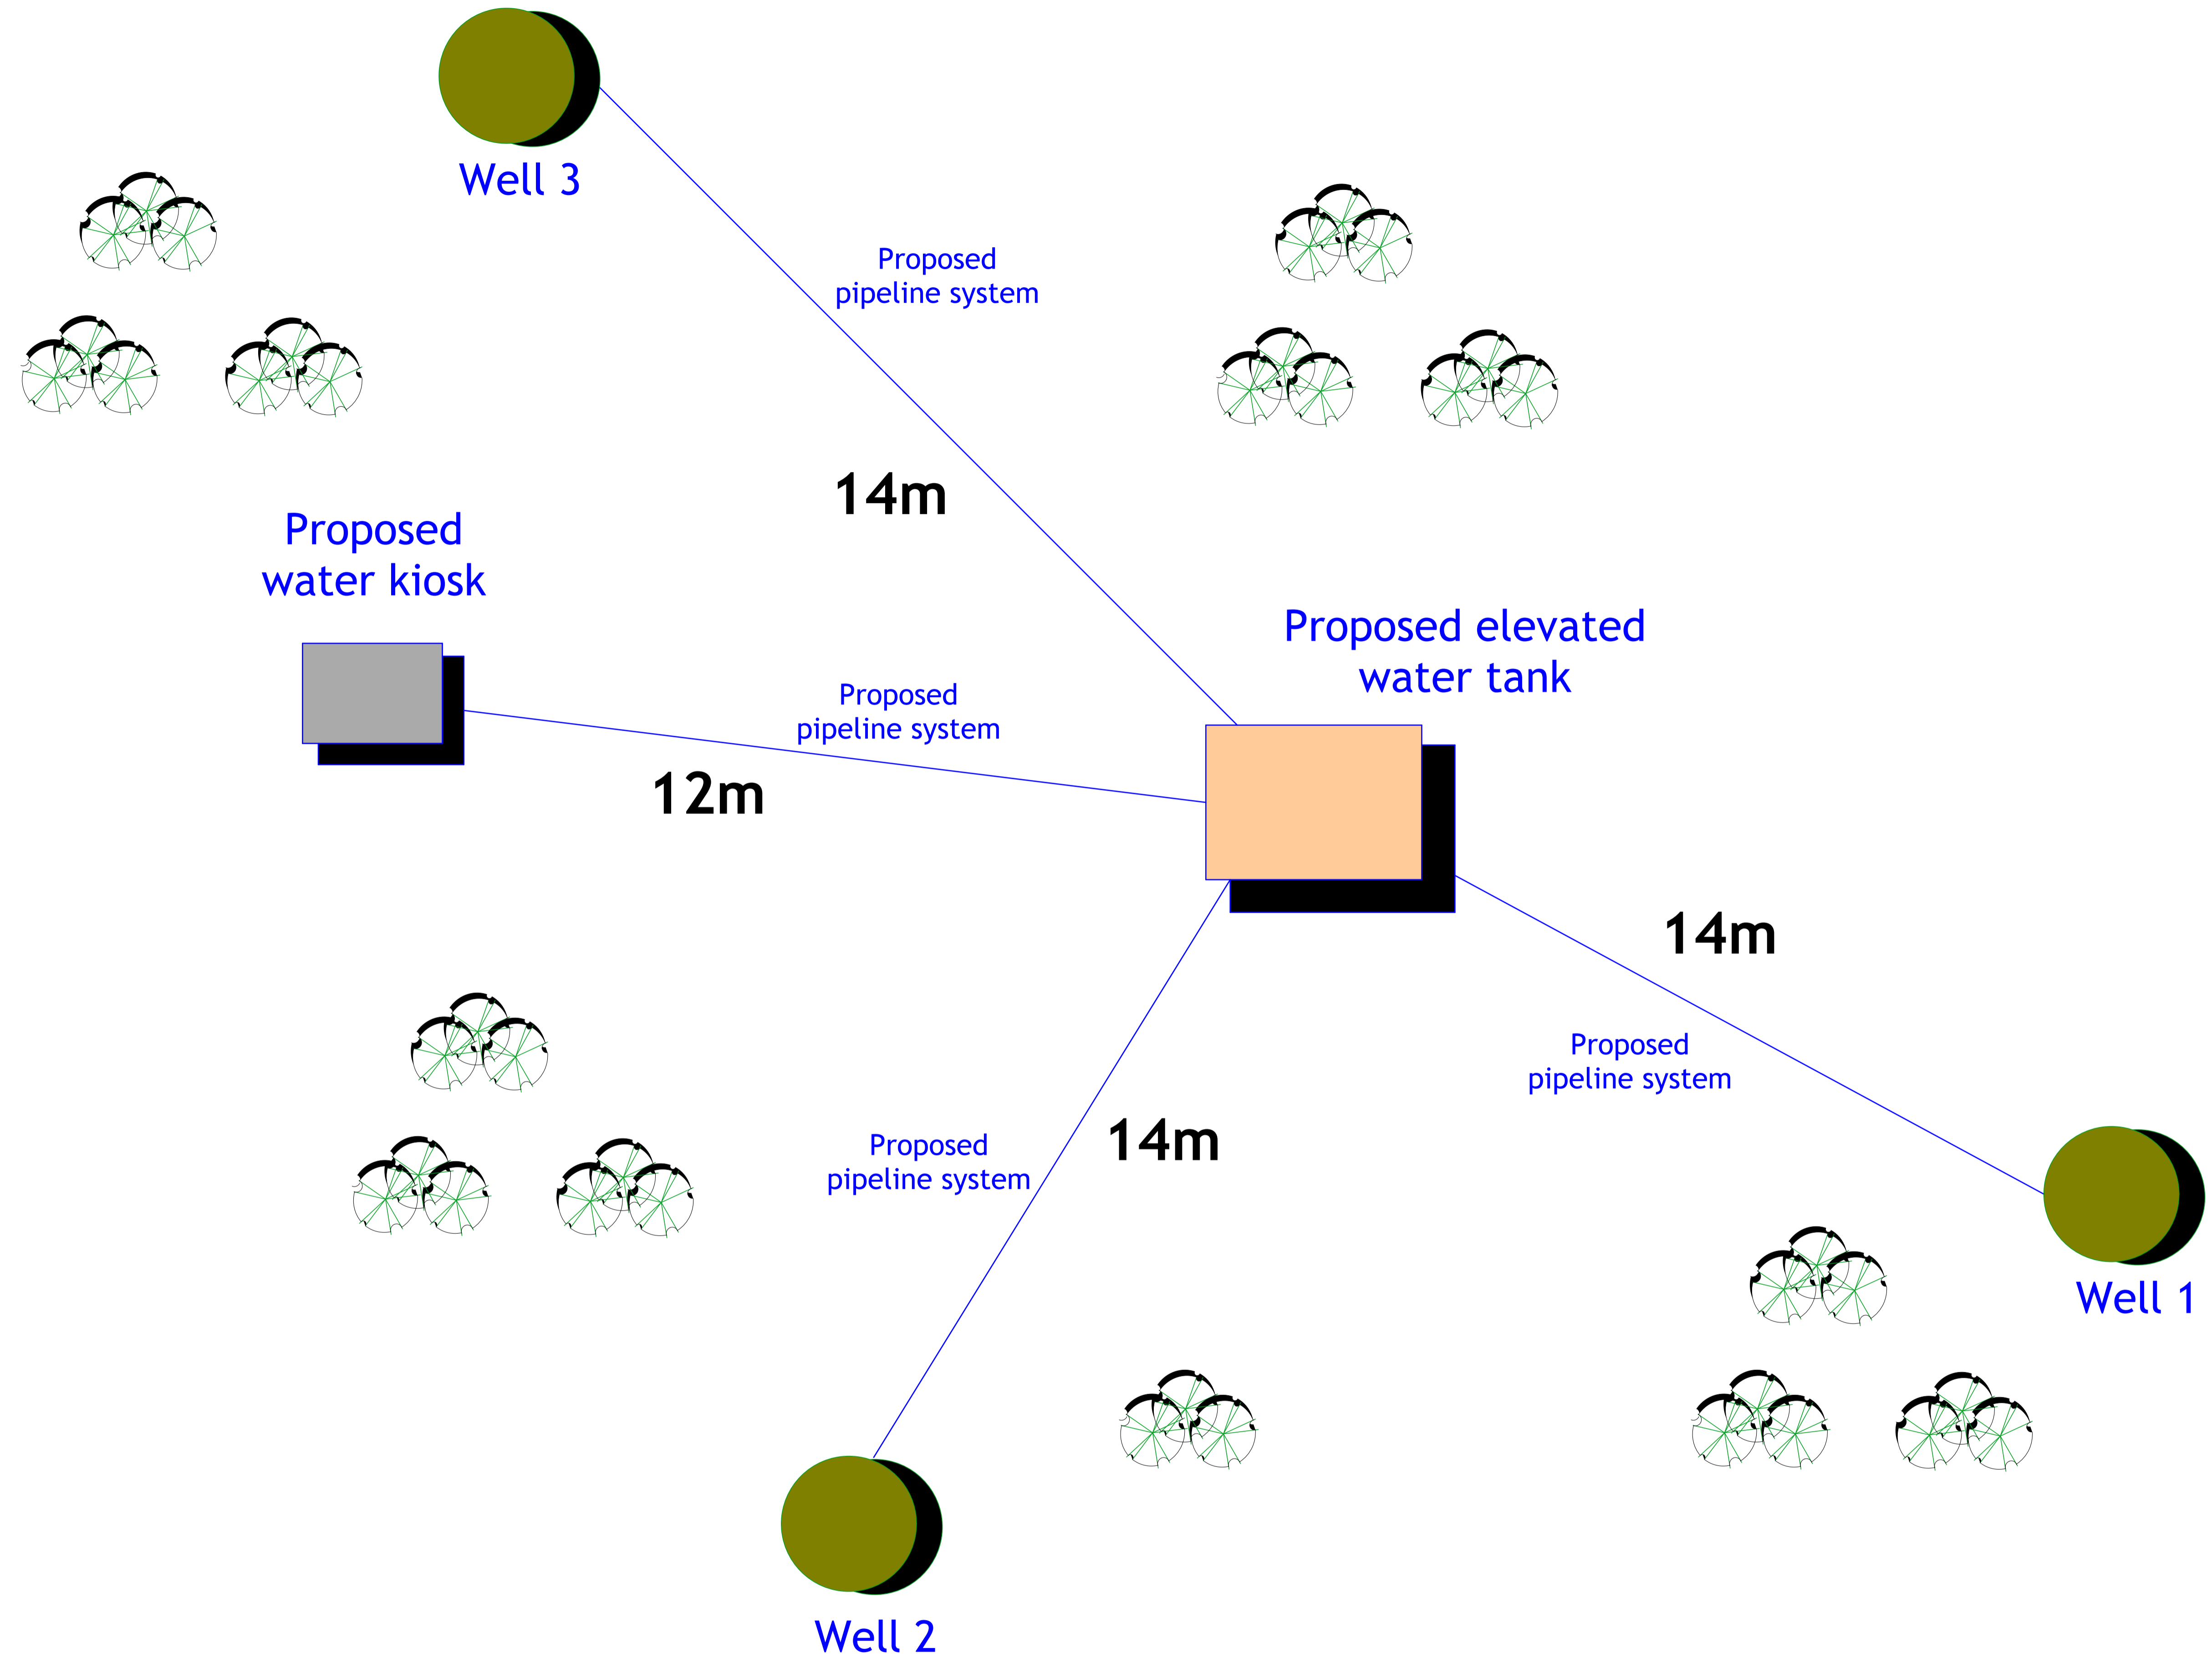 Well 3
Proposed
pipeline system
14m
Proposed
water kiosk
Proposed elevated
water tank
Proposed
pipeline system
12m
14m
Proposed
pipeline system
14m
Proposed
pipeline system
Well 1
Well 2